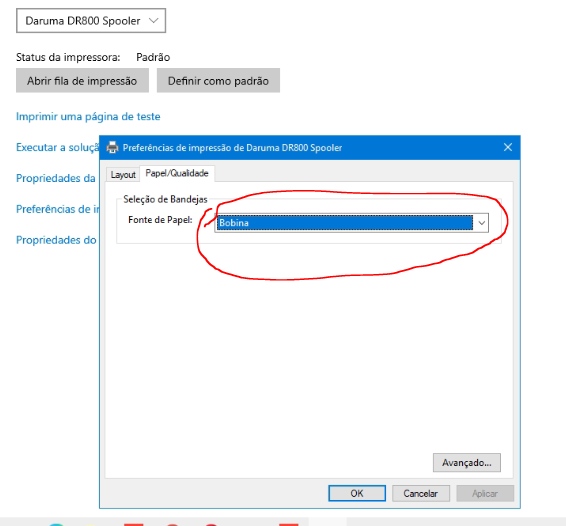 Daruma DR800 Spooler
Status da impressora: Padrão
Abrir fila de impressão Definir como padrão
Imprimir uma página de teste
Executar a soluçã
Preferências de impressão de Daruma DR800 Spooler
Layout Papel/Qualidade
Propriedades da
Seleção de Bandejas
Preferências de ir
Fonte de Papel: Bobina
Propriedades do
Avançado...
OK Cancelar Aplicar